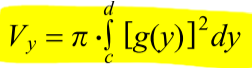 V_y = π ⋅ ∫_c^d [g(y)]² dy